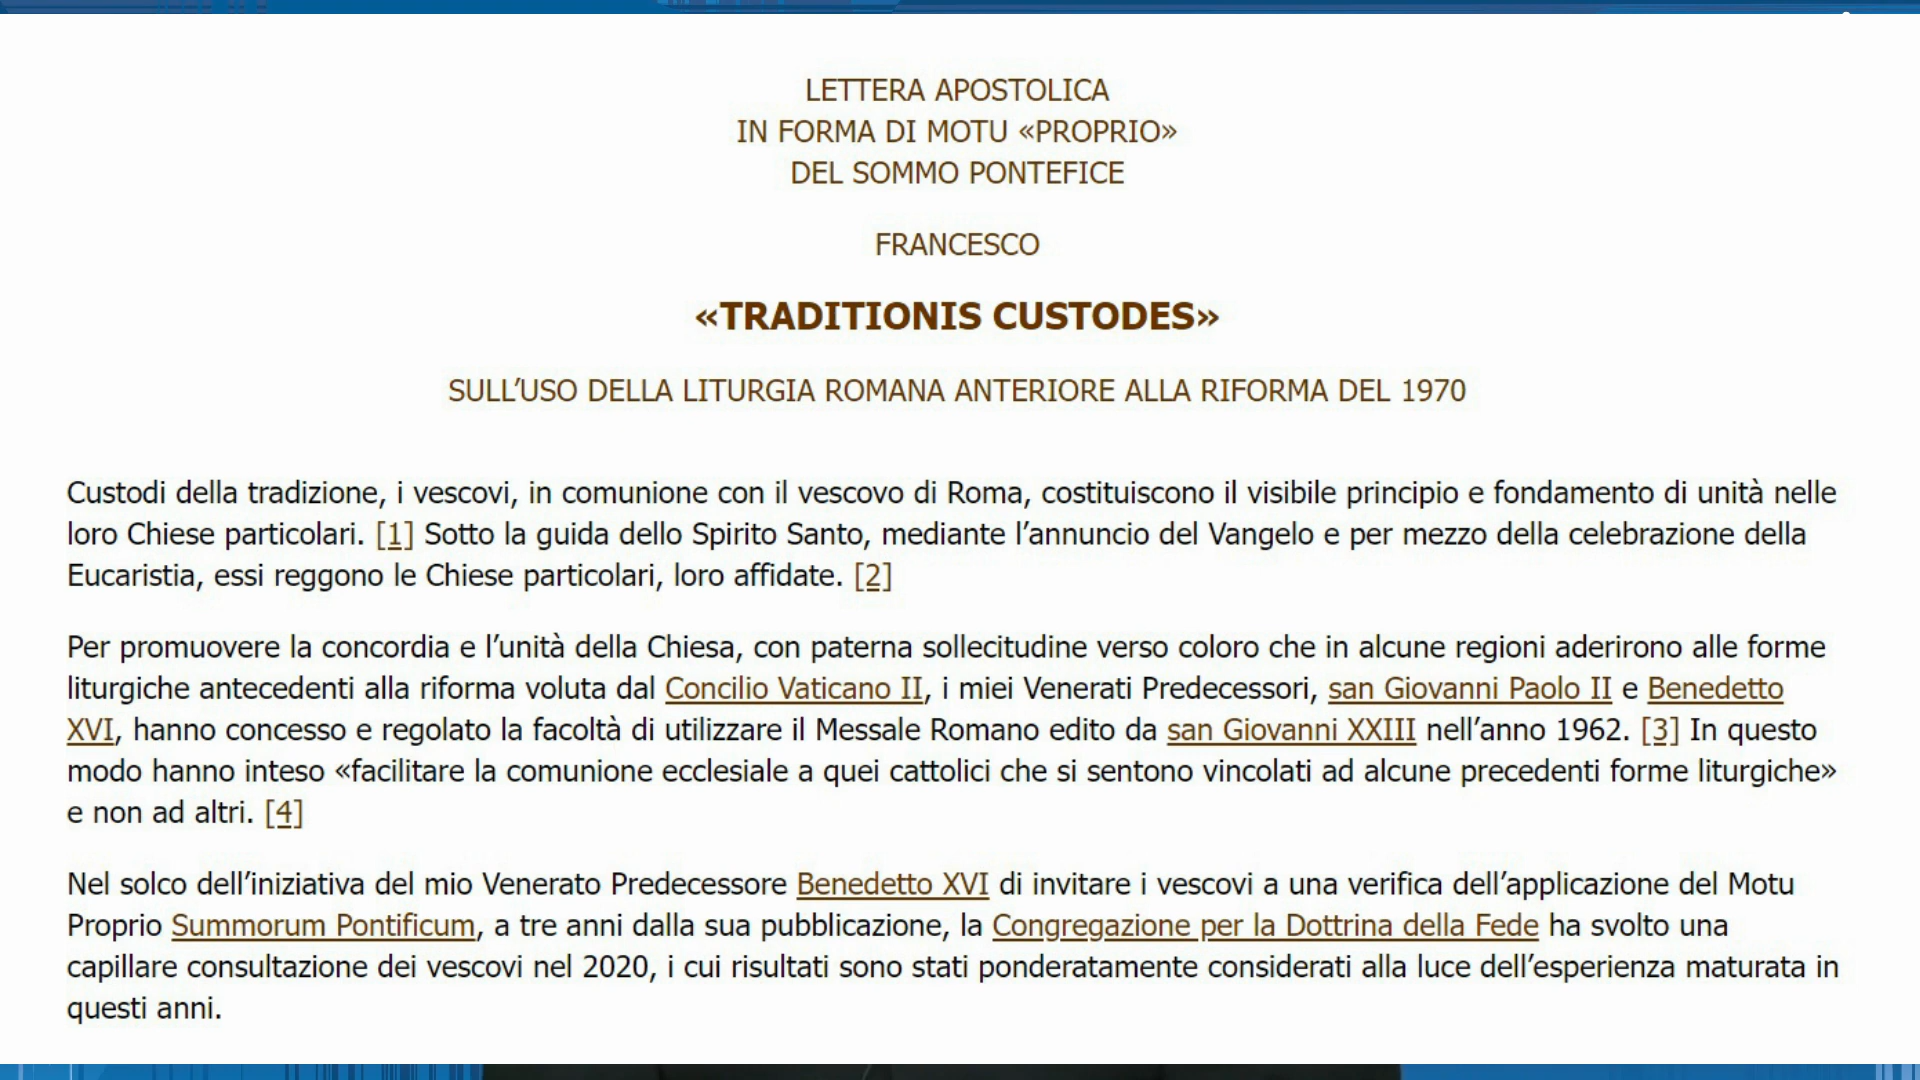 LETTERA APOSTOLICA
IN FORMA DI MOTU «PROPRIO»
DEL SOMMO PONTEFICE
FRANCESCO
«TRADITIONIS CUSTODES»
SULL’USO DELLA LITURGIA ROMANA ANTERIORE ALLA RIFORMA DEL 1970
Custodi della tradizione, i vescovi, in comunione con il vescovo di Roma, costituiscono il visibile principio e fondamento di unità nelle
loro Chiese particolari. [1] Sotto la guida dello Spirito Santo, mediante l’annuncio del Vangelo e per mezzo della celebrazione della
Eucaristia, essi reggono le Chiese particolari, loro affidate. [2]
Per promuovere la concordia e l’unità della Chiesa, con paterna sollecitudine verso coloro che in alcune regioni aderirono alle forme
liturgiche antecedenti alla riforma voluta dal Concilio Vaticano II, i miei Venerati Predecessori, san Giovanni Paolo II e Benedetto
XVI, hanno concesso e regolato la facoltà di utilizzare il Messale Romano edito da san Giovanni XXIII nell’anno 1962. [3] In questo
modo hanno inteso «facilitare la comunione ecclesiale a quei cattolici che si sentono vincolati ad alcune precedenti forme liturgiche»
e non ad altri. [4]
Nel solco dell’iniziativa del mio Venerato Predecessore Benedetto XVI di invitare i vescovi a una verifica dell’applicazione del Motu
Proprio Summorum Pontificum, a tre anni dalla sua pubblicazione, la Congregazione per la Dottrina della Fede ha svolto una
capillare consultazione dei vescovi nel 2020, i cui risultati sono stati ponderatamente considerati alla luce dell’esperienza maturata in
questi anni.